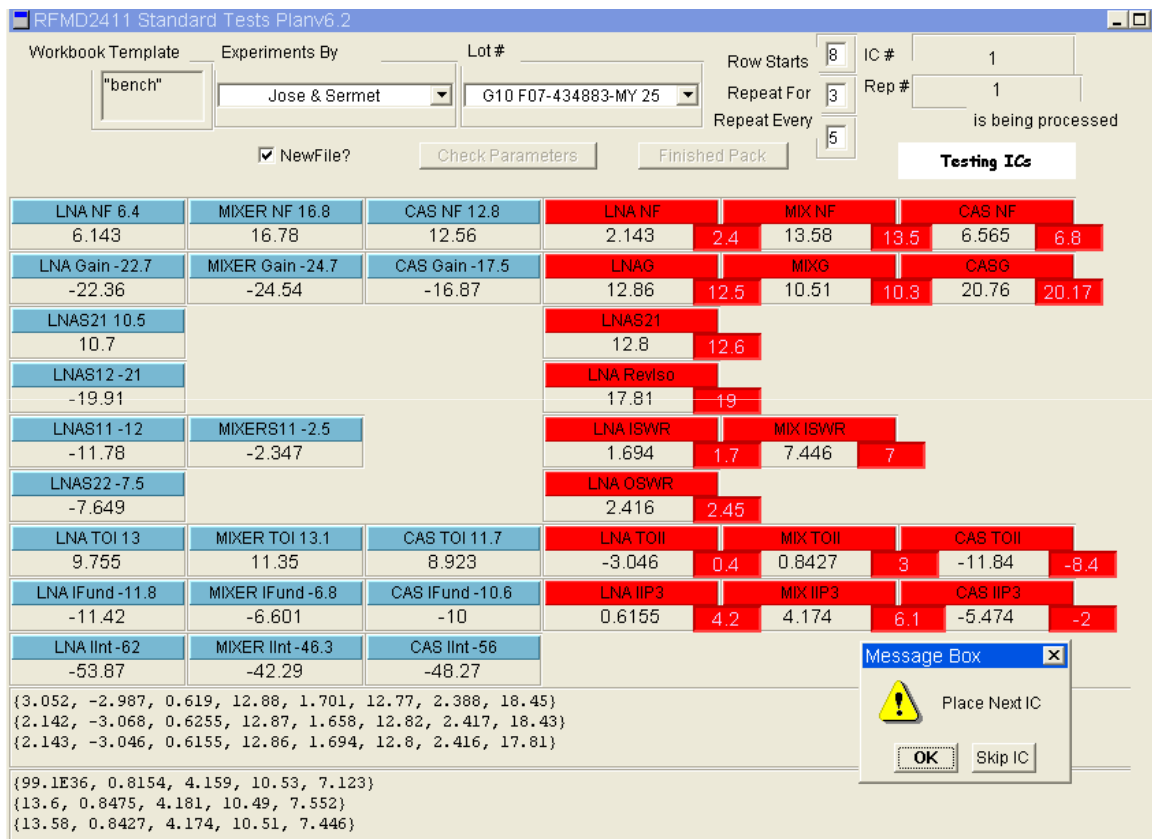 RFMD2411 Standard Tests Planv6.2
Workbook Template Experiments By Lot #
Row Starts 8 IC # 1
"bench" Jose & Sermet G10 F07-434883-MY 25
Repeat For 3 Rep # 1
Repeat Every 5 is being processed
NewFile? Check Parameters Finished Pack Testing ICs
LNA NF 6.4 MIXER NF 16.8 CAS NF 12.8 LNA NF MIX NF CAS NF
6.143 16.78 12.56 2.143 2.4 13.58 13.5 6.565 6.8
LNA Gain -22.7 MIXER Gain -24.7 CAS Gain -17.5 LNAG MIXG CASG
-22.36 -24.54 -16.87 12.86 12.5 10.51 10.3 20.76 20.17
LNAS21 10.5 LNAS21
10.7 12.8 12.6
LNAS12 -21 LNA RevIso
-19.91 17.81 19
LNAS11 -12 MIXERS11 -2.5 LNA ISWR MIX ISWR
-11.78 -2.347 1.694 1.7 7.446 7
LNAS22 -7.5 LNA OSWR
-7.649 2.416 2.45
LNA TOI 13 MIXER TOI 13.1 CAS TOI 11.7 LNA TOII MIX TOII CAS TOII
9.755 11.35 8.923 -3.046 0.4 0.8427 3 -11.84 -8.4
LNA IFund -11.8 MIXER IFund -6.8 CAS IFund -10.6 LNA IIP3 MIX IIP3 CAS IIP3
-11.42 -6.601 -10 0.6155 4.2 4.174 6.1 -5.474 -2
LNA IInt -62 MIXER IInt -46.3 CAS IInt -56
-53.87 -42.29 -48.27
Message Box
Place Next IC
OK Skip IC
{3.052, -2.987, 0.619, 12.88, 1.701, 12.77, 2.388, 18.45}
{2.142, -3.068, 0.6255, 12.87, 1.658, 12.82, 2.417, 18.43}
{2.143, -3.046, 0.6155, 12.86, 1.694, 12.8, 2.416, 17.81}
{99.1E36, 0.8154, 4.159, 10.53, 7.123}
{13.6, 0.8475, 4.181, 10.49, 7.552}
{13.58, 0.8427, 4.174, 10.51, 7.446}